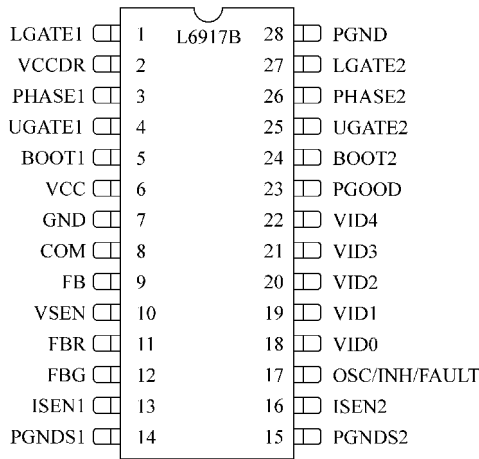 LGATE1 1 L6917B 28 PGND
VCCDR 2 27 LGATE2
PHASE1 3 26 PHASE2
UGATE1 4 25 UGATE2
BOOT1 5 24 BOOT2
VCC 6 23 PGOOD
GND 7 22 VID4
COM 8 21 VID3
FB 9 20 VID2
VSEN 10 19 VID1
FBR 11 18 VID0
FBG 12 17 OSC/INH/FAULT
ISEN1 13 16 ISEN2
PGNDS1 14 15 PGNDS2